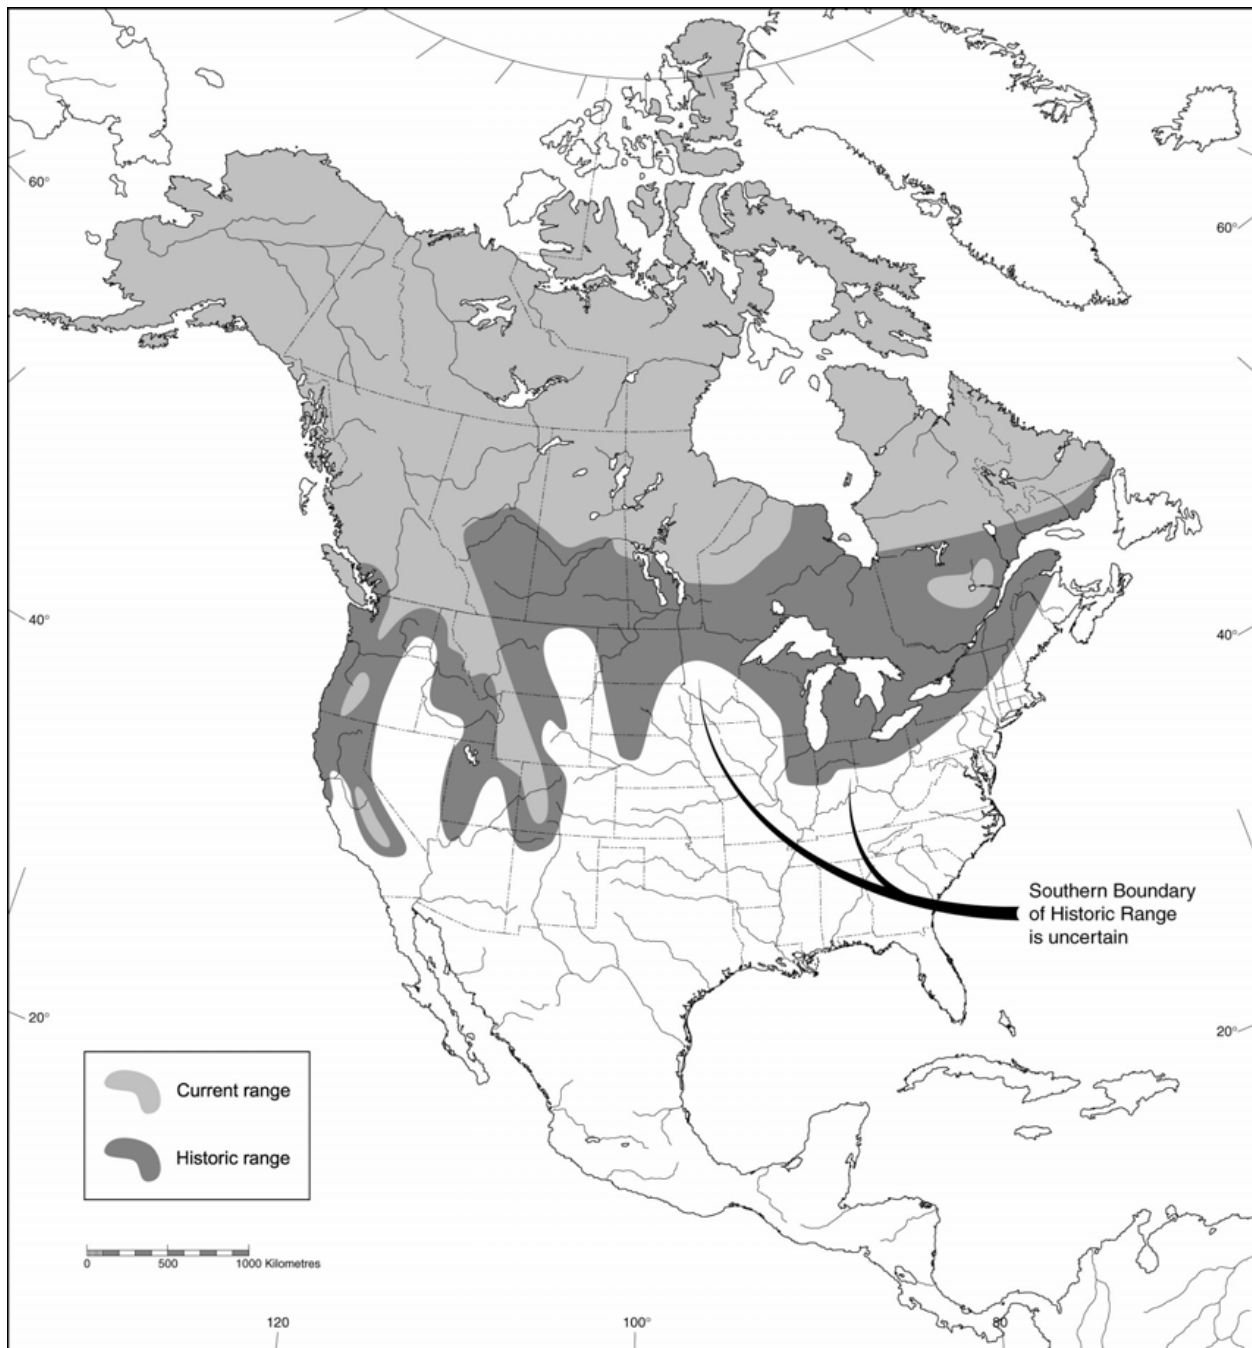 60°
60°
40°
40°
Southern Boundary
of Historic Range
is uncertain
20°
20°
Current range
Historic range
0 500 1000 Kilometres
120 100° 80